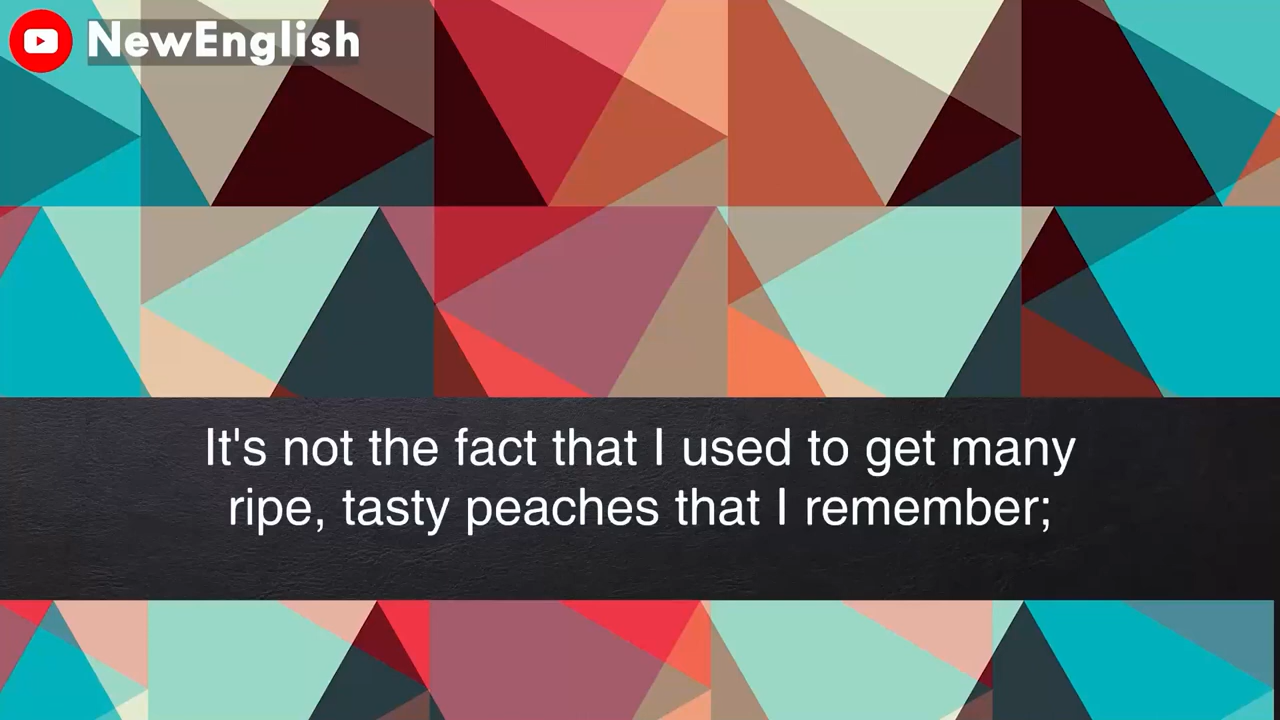 NewEnglish
It's not the fact that I used to get many
ripe, tasty peaches that I remember;